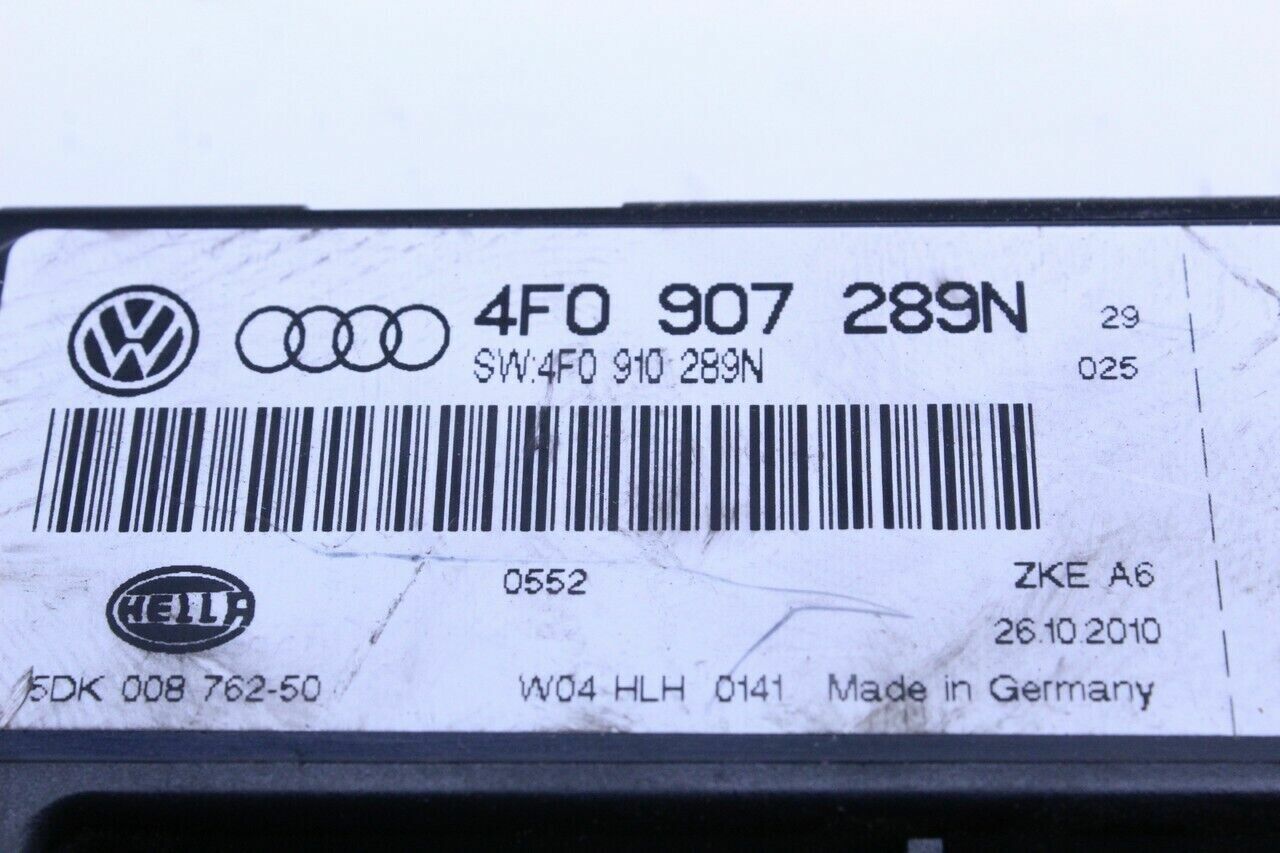 4F0 907 289N 29
SW:4F0 910 289N 025
0552 ZKE A6
HELLA 26.10.2010
5DK 008 762-50 W04 HLH 0141 Made in Germany